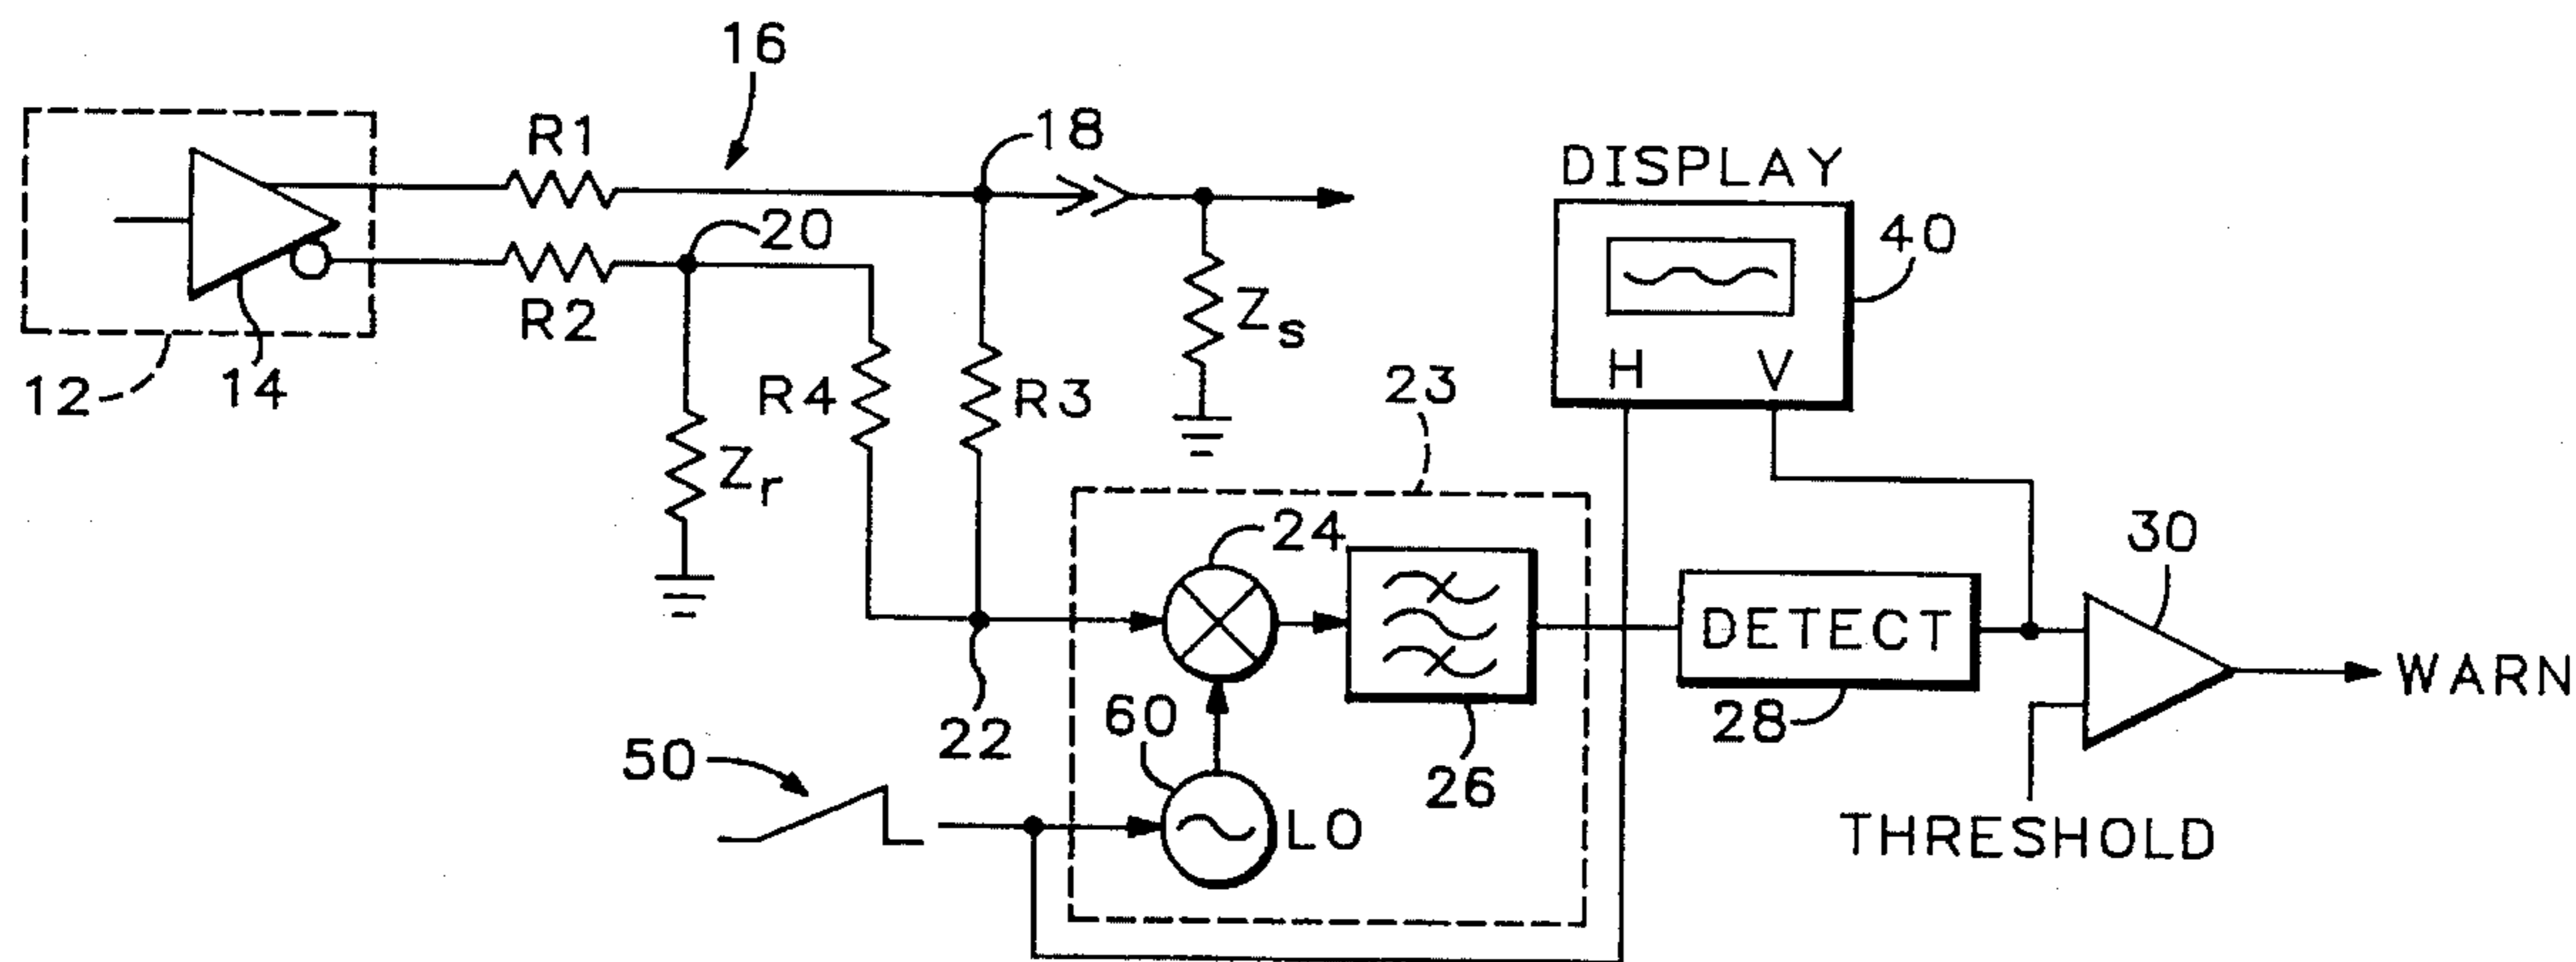 16
18
R1
DISPLAY
20
40
R2
Zs
H V
12
14
R4
R3
23
Zr
24
30
DETECT
WARN
22
60
28
50
26
LO
THRESHOLD